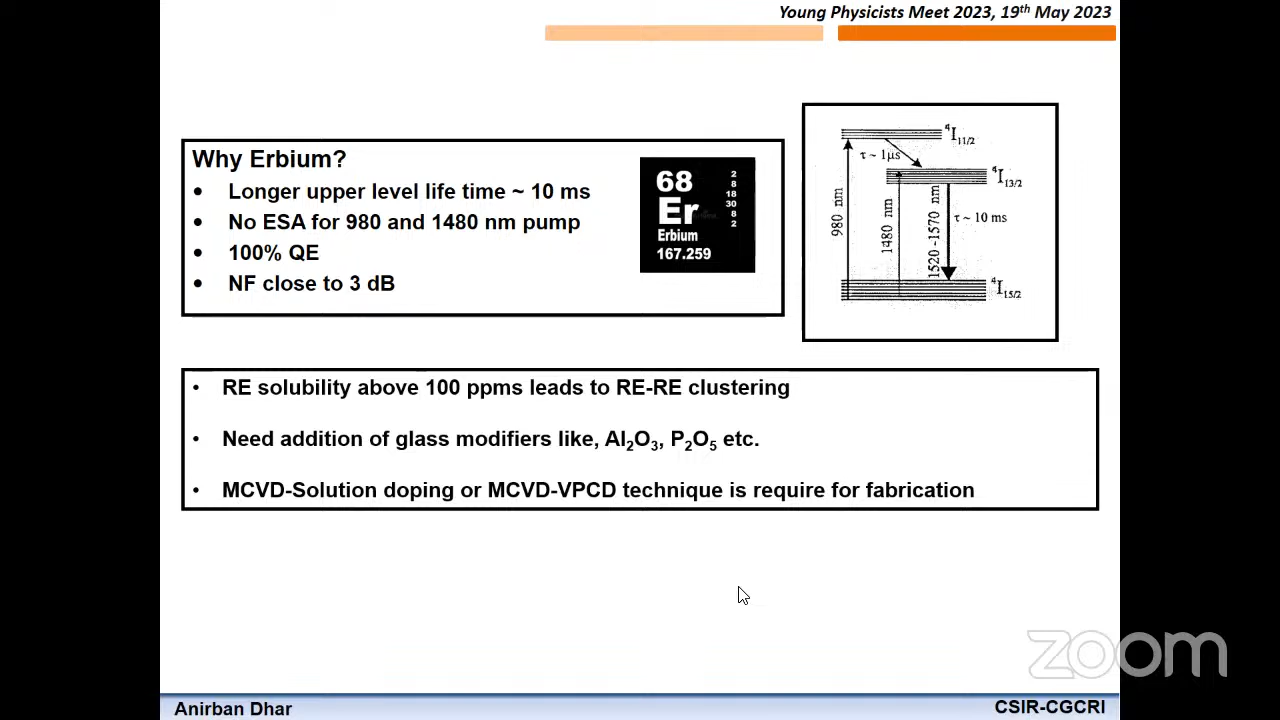 Young Physicists Meet 2023, 19th May 2023
Why Erbium?
• Longer upper level life time ~ 10 ms
• No ESA for 980 and 1480 nm pump
• 100% QE
• NF close to 3 dB
68
Er
Erbium
167.259
2
8
18
30
8
2
⁴I₁₁/₂
τ ~ 1μs
⁴I₁₃/₂
980 nm
1480 nm
1520 -1570 nm
τ ~ 10 ms
⁴I₁₅/₂
• RE solubility above 100 ppms leads to RE-RE clustering
• Need addition of glass modifiers like, Al₂O₃, P₂O₅ etc.
• MCVD-Solution doping or MCVD-VPCD technique is require for fabrication
zoom
Anirban Dhar
CSIR-CGCRI